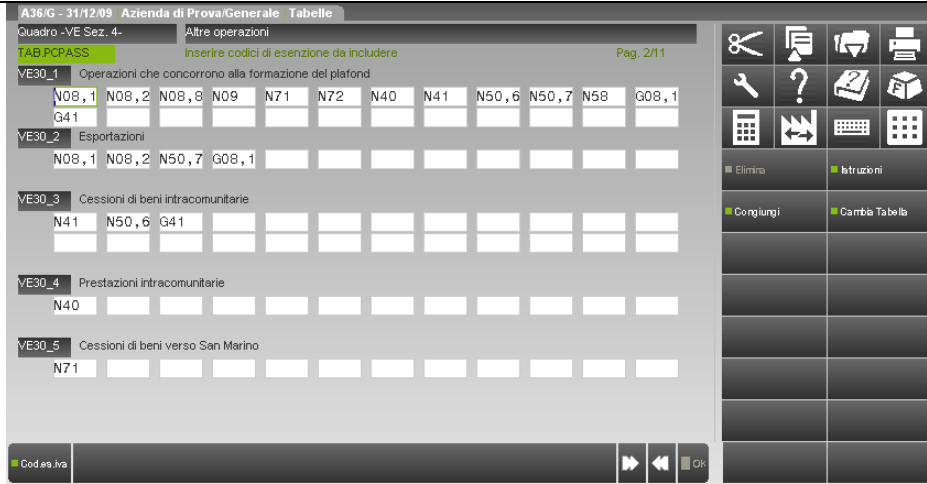 A36/G - 31/12/09 Azienda di Prova/Generale Tabelle
Quadro -VE Sez. 4- Altre operazioni
TAB.PCPASS Inserire codici di esenzione da includere Pag. 2/11
VE30_1 Operazioni che concorrono alla formazione del plafond
N08,1 N08,2 N08,8 N09 N71 N72 N40 N41 N50,6 N50,7 N58 G08,1
G41
VE30_2 Esportazioni
N08,1 N08,2 N50,7 G08,1
VE30_3 Cessioni di beni intracomunitarie
N41 N50,6 G41
VE30_4 Prestazioni intracomunitarie
N40
VE30_5 Cessioni di beni verso San Marino
N71
Elimina Istruzioni
Congiungi Cambia Tabella
Cod.es.iva Ok